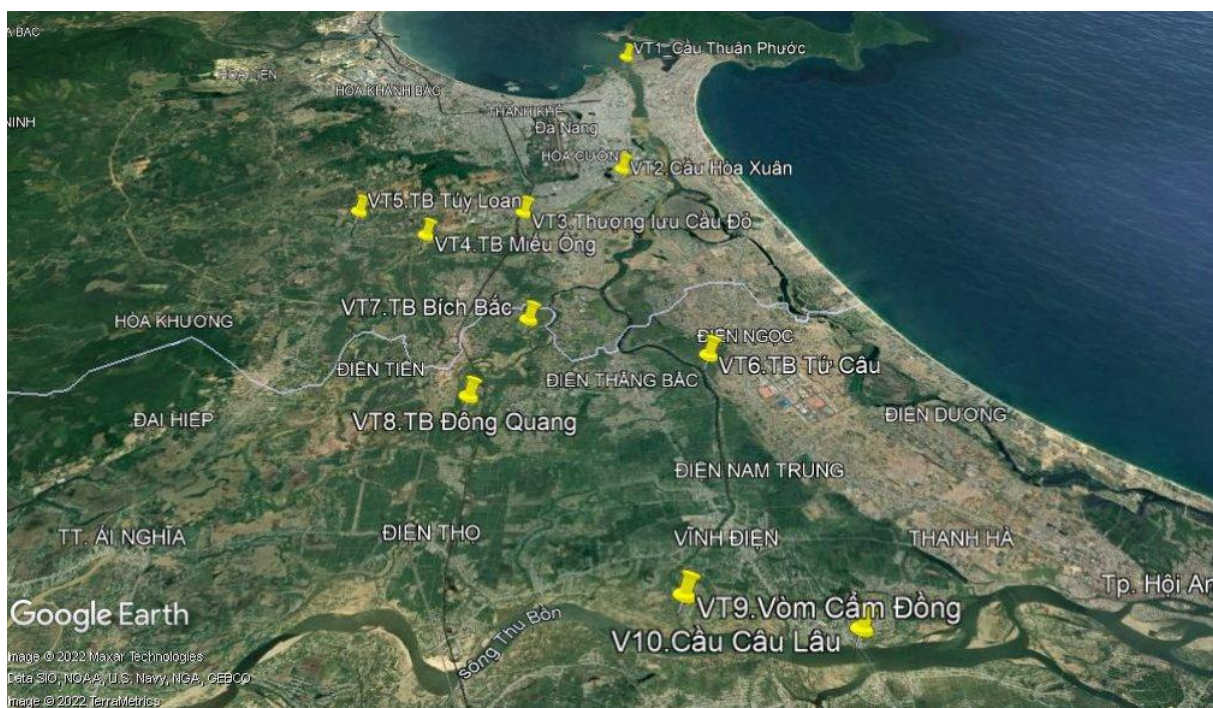 A BẮC
VT1_Cầu Thuận Phước
HÒA LIÊN
HÒA KHÁNH BẮC
THANH KHÊ
NINH
Đà Nẵng
HÒA CƯỜN
VT2.Cầu Hòa Xuân
VT5.TB Túy Loan
VT3.Thượng lưu Cầu Đỏ
VT4.TB Miếu Ông
VT7.TB Bích Bắc
HÒA KHƯƠNG
ĐIỆN NGỌC
VT6.TB Tứ Câu
ĐIỆN TIẾN
ĐIỆN THẮNG BẮC
ĐẠI HIỆP
VT8.TB Đông Quang
ĐIỆN DƯƠNG
ĐIỆN NAM TRUNG
TT. ÁI NGHĨA
ĐIỆN THỌ
VĨNH ĐIỆN
THANH HÀ
Tp. Hội An
Google Earth
VT9.Vòm Cẩm Đồng
V10.Cầu Câu Lâu
sông Thu Bồn
Image © 2022 Maxar Technologies
Data SIO, NOAA, U.S. Navy, NGA, GEBCO
Image © 2022 TerraMetrics